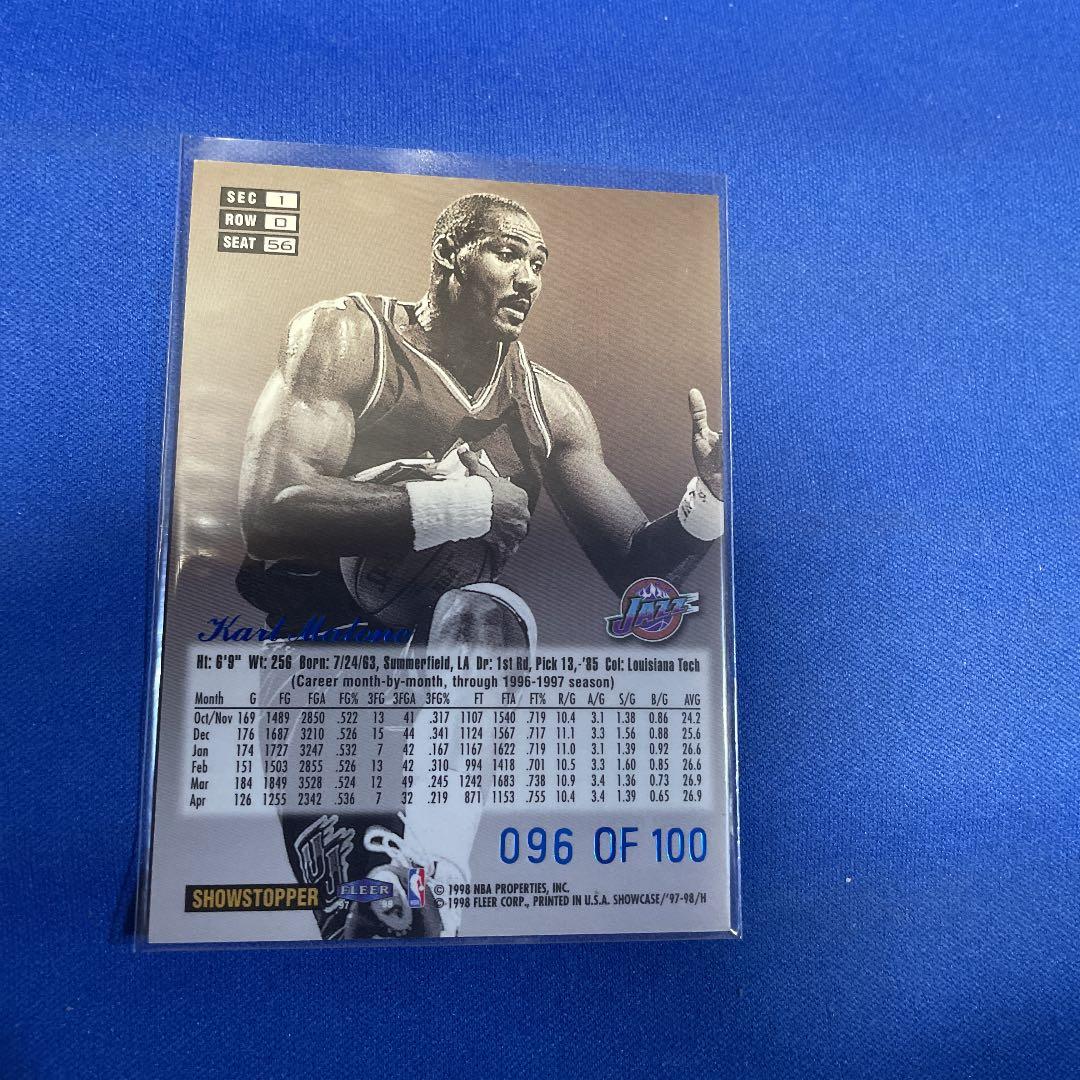 SEC 1
ROW 0
SEAT 56
JAZZ
Karl Malone
Ht: 6'9" Wt: 256 Born: 7/24/63, Summerfield, LA Dr: 1st Rd, Pick 13,-'85 Col: Louisiana Tech
(Career month-by-month, through 1996-1997 season)
Month G FG FGA FG% 3FG 3FGA 3FG% FT FTA FT% R/G A/G S/G B/G AVG
Oct/Nov 169 1489 2850 .522 13 41 .317 1107 1540 .719 10.4 3.1 1.38 0.86 24.2
Dec 176 1687 3210 .526 15 44 .341 1124 1567 .717 11.1 3.3 1.56 0.88 25.6
Jan 174 1727 3247 .532 7 42 .167 1167 1622 .719 11.0 3.1 1.39 0.92 26.6
Feb 151 1503 2855 .526 13 42 .310 994 1418 .701 10.5 3.3 1.60 0.85 26.6
Mar 184 1849 3528 .524 12 49 .245 1242 1683 .738 10.9 3.4 1.36 0.73 26.9
Apr 126 1255 2342 .536 7 32 .219 871 1153 .755 10.4 3.4 1.39 0.65 26.9
096 OF 100
SHOWSTOPPER
FLEER
97 98
© 1998 NBA PROPERTIES, INC.
© 1998 FLEER CORP., PRINTED IN U.S.A. SHOWCASE/'97-98/H